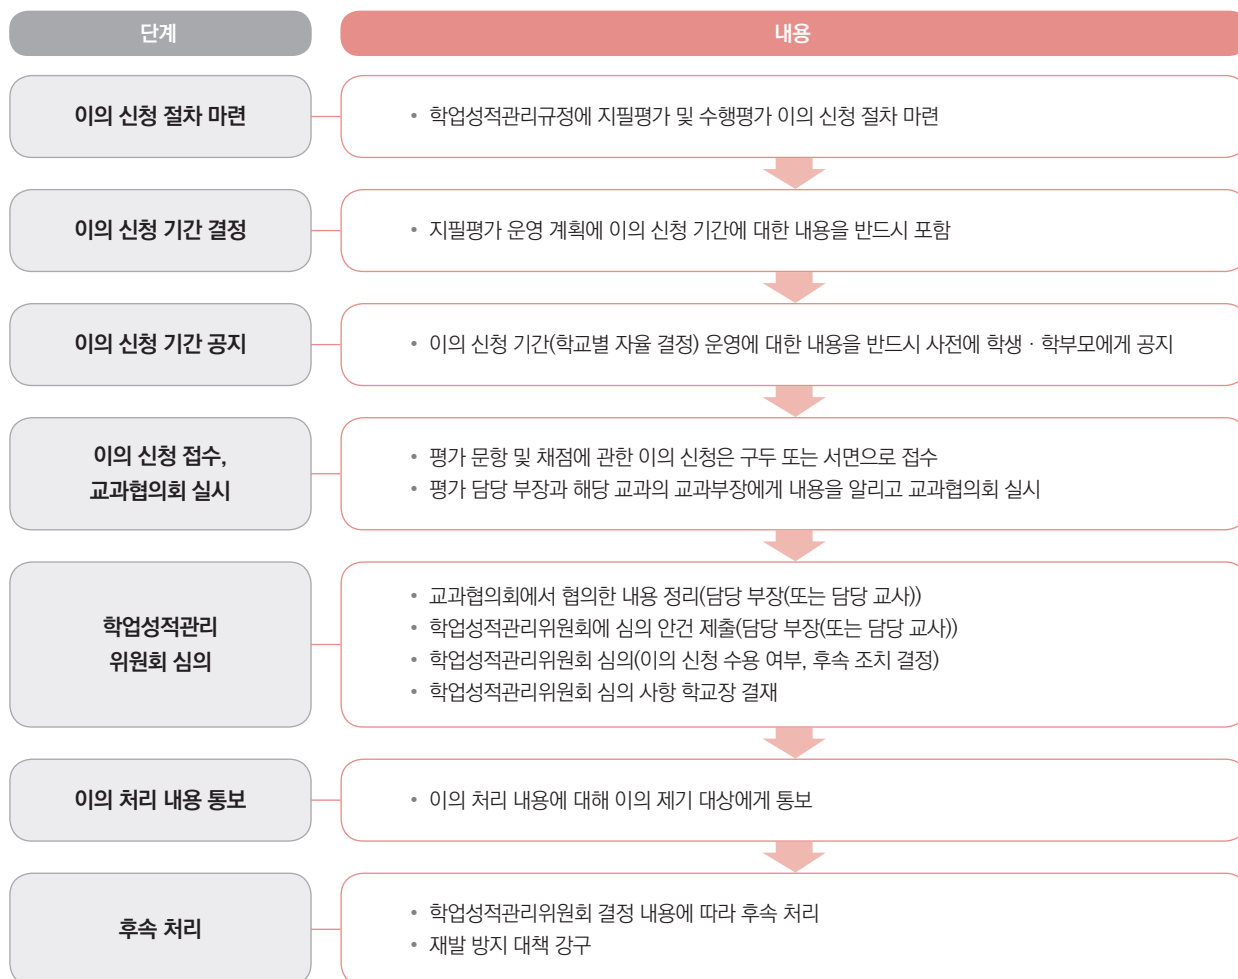 단계
내용
이의 신청 절차 마련
• 학업성적관리규정에 지필평가 및 수행평가 이의 신청 절차 마련
이의 신청 기간 결정
• 지필평가 운영 계획에 이의 신청 기간에 대한 내용을 반드시 포함
이의 신청 기간 공지
• 이의 신청 기간(학교별 자율 결정) 운영에 대한 내용을 반드시 사전에 학생 · 학부모에게 공지
이의 신청 접수,
교과협의회 실시
• 평가 문항 및 채점에 관한 이의 신청은 구두 또는 서면으로 접수
• 평가 담당 부장과 해당 교과의 교과부장에게 내용을 알리고 교과협의회 실시
학업성적관리
위원회 심의
• 교과협의회에서 협의한 내용 정리(담당 부장(또는 담당 교사))
• 학업성적관리위원회에 심의 안건 제출(담당 부장(또는 담당 교사))
• 학업성적관리위원회 심의(이의 신청 수용 여부, 후속 조치 결정)
• 학업성적관리위원회 심의 사항 학교장 결재
이의 처리 내용 통보
• 이의 처리 내용에 대해 이의 제기 대상에게 통보
후속 처리
• 학업성적관리위원회 결정 내용에 따라 후속 처리
• 재발 방지 대책 강구